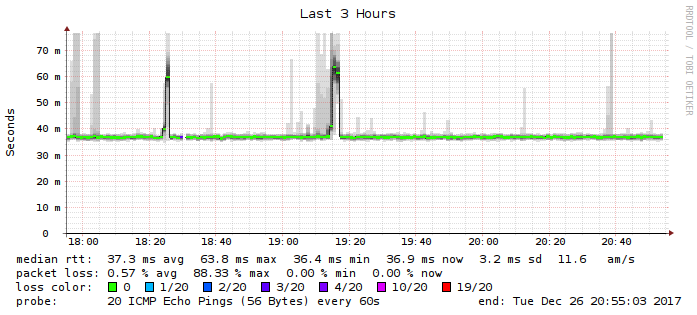 Last 3 Hours
RRDTOOL / TOBI OETIKER
Seconds
70 m
60 m
50 m
40 m
30 m
20 m
10 m
0
18:00 18:20 18:40 19:00 19:20 19:40 20:00 20:20 20:40
median rtt: 37.3 ms avg 63.8 ms max 36.4 ms min 36.9 ms now 3.2 ms sd 11.6 am/s
packet loss: 0.57 % avg 88.33 % max 0.00 % min 0.00 % now
loss color: 0 1/20 2/20 3/20 4/20 10/20 19/20
probe: 20 ICMP Echo Pings (56 Bytes) every 60s end: Tue Dec 26 20:55:03 2017